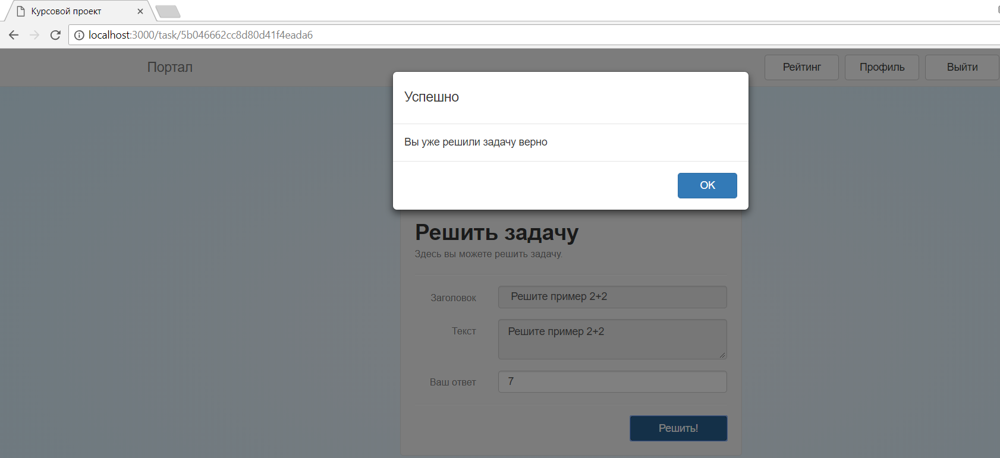 Курсовой проект
localhost:3000/task/5b046662cc8d80d41f4eada6
Портал
Рейтинг
Профиль
Выйти
Успешно
Вы уже решили задачу верно
OK
Решить задачу
Здесь вы можете решить задачу.
Заголовок
Решите пример 2+2
Текст
Решите пример 2+2
Ваш ответ
7
Решить!